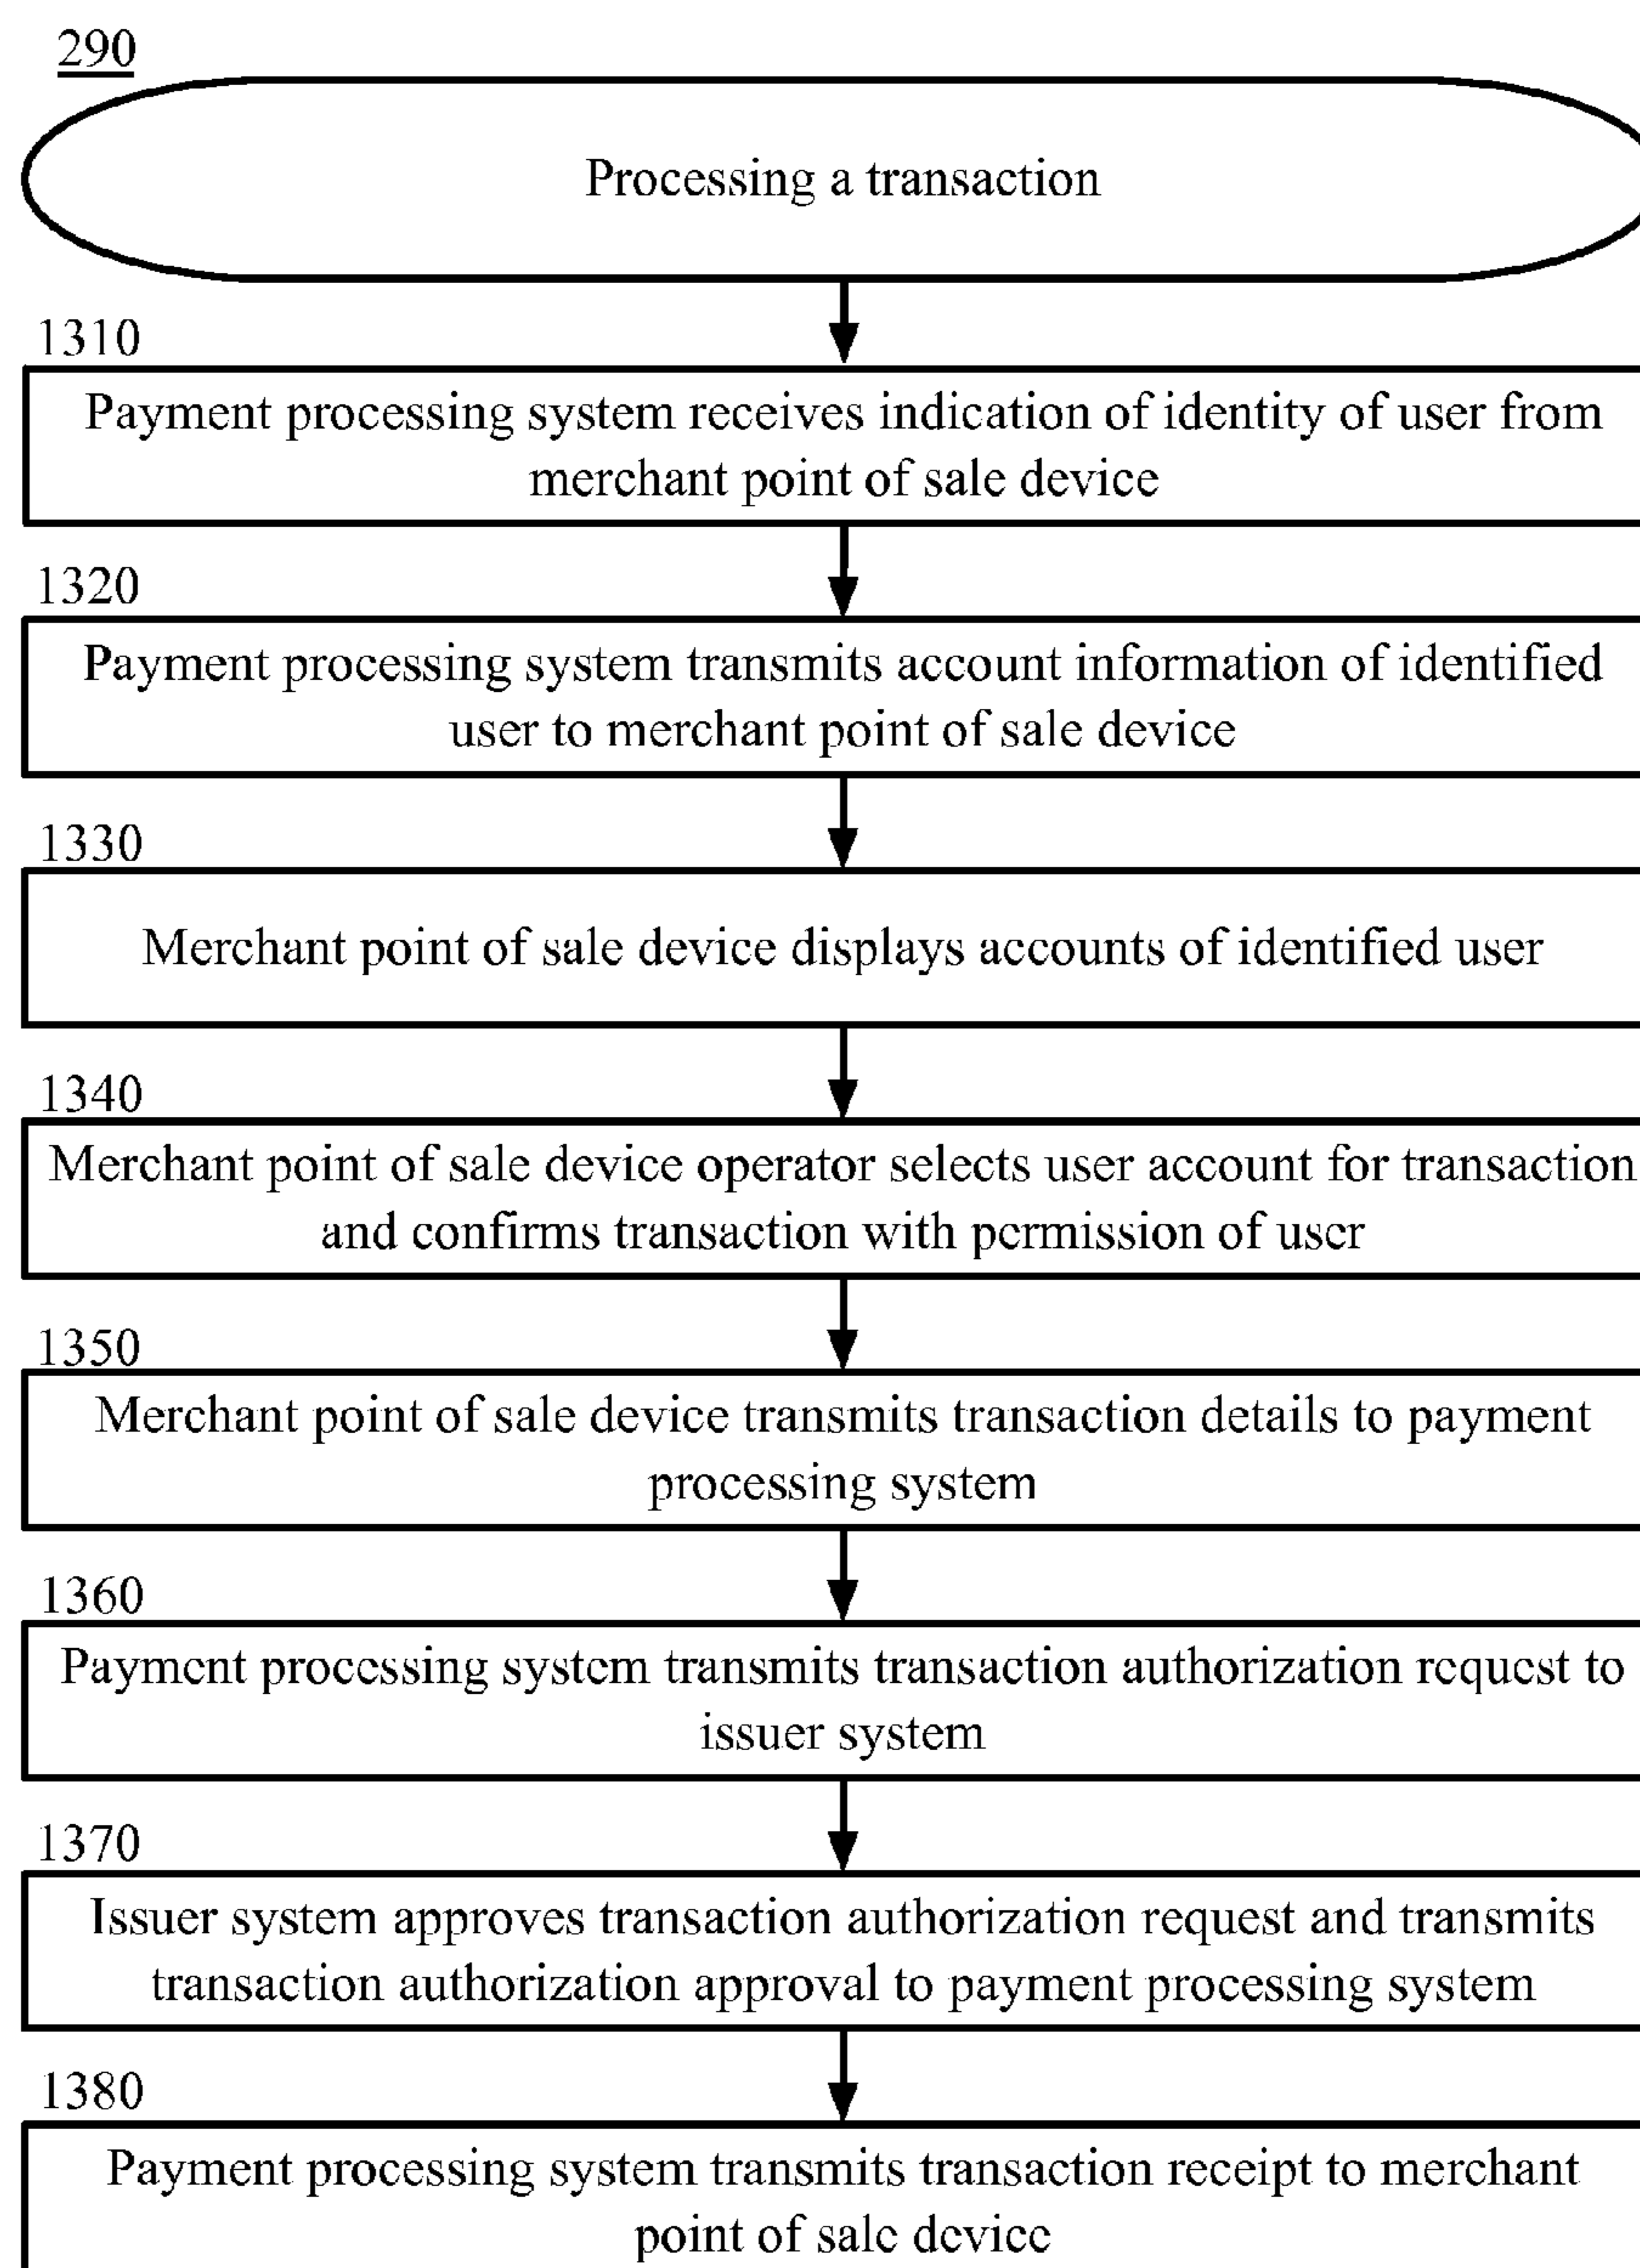 290
Processing a transaction
1310
Payment processing system receives indication of identity of user from
merchant point of sale device
1320
Payment processing system transmits account information of identified
user to merchant point of sale device
1330
Merchant point of sale device displays accounts of identified user
1340
Merchant point of sale device operator selects user account for transaction
and confirms transaction with permission of user
1350
Merchant point of sale device transmits transaction details to payment
processing system
1360
Payment processing system transmits transaction authorization request to
issuer system
1370
Issuer system approves transaction authorization request and transmits
transaction authorization approval to payment processing system
1380
Payment processing system transmits transaction receipt to merchant
point of sale device